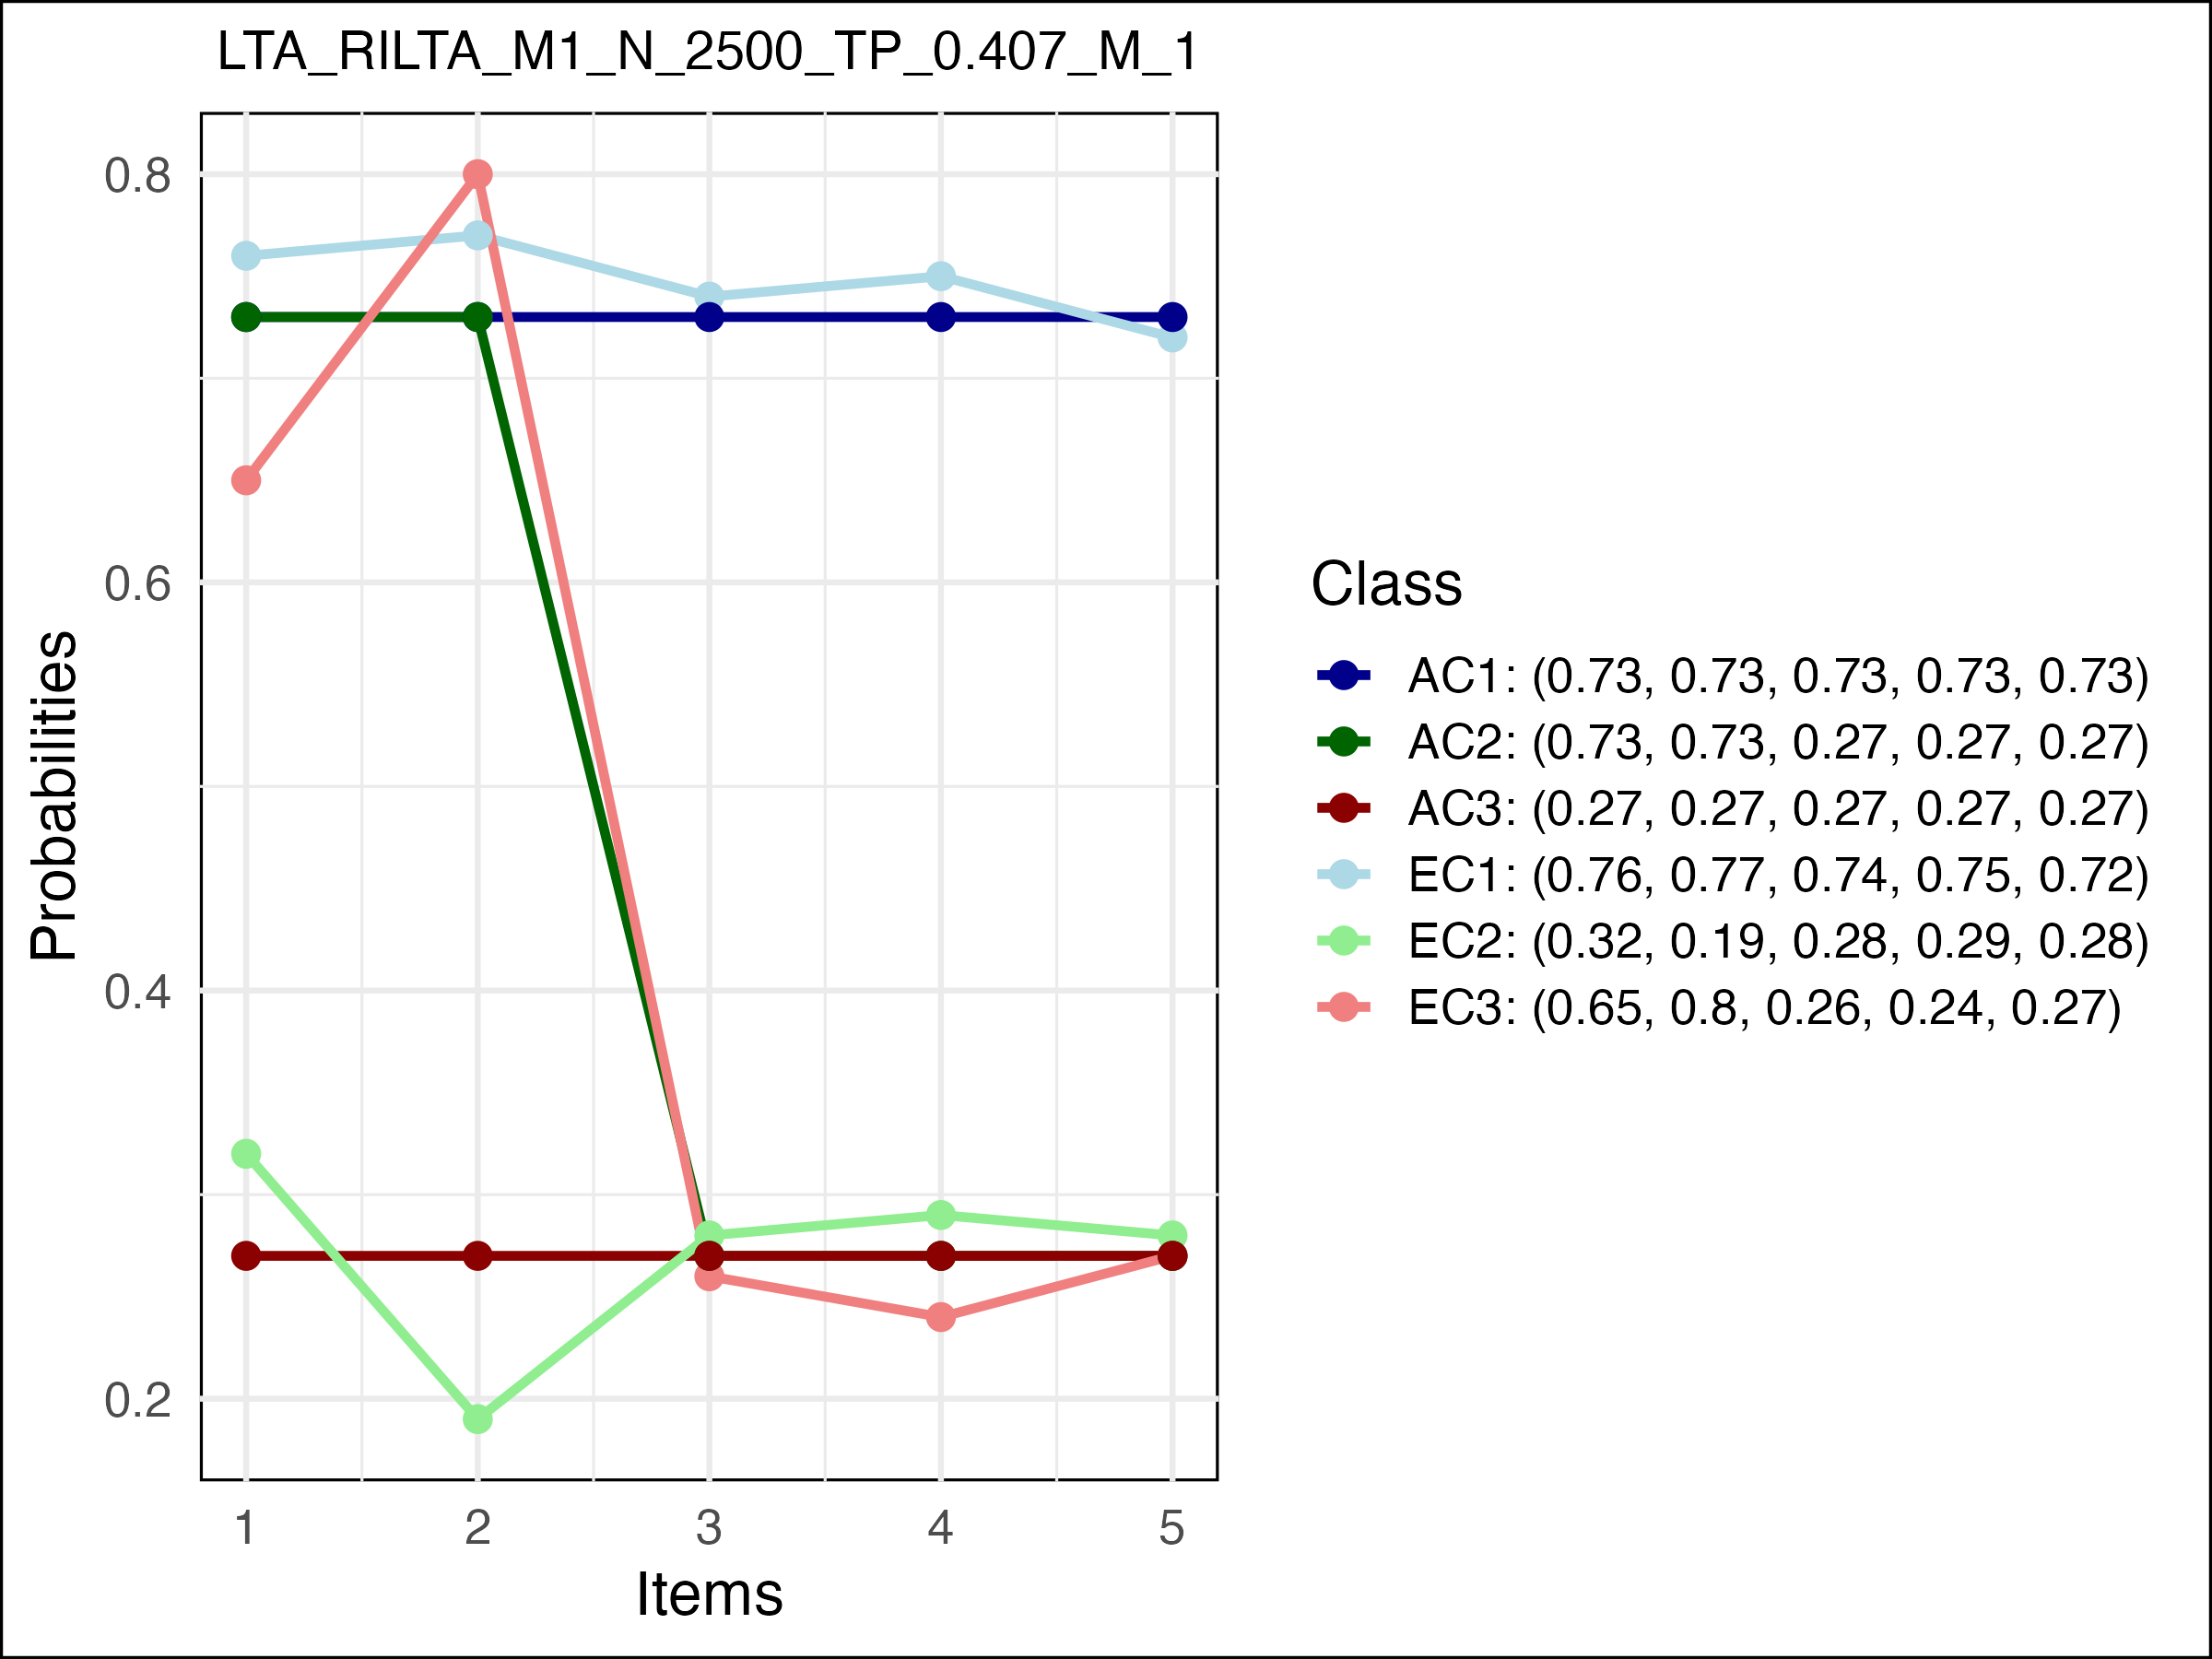 LTA_RILTA_M1_N_2500_TP_0.407_M_1
0.8
0.6
0.4
0.2
Probabilities
1 2 3 4 5
Items
Class
AC1: (0.73, 0.73, 0.73, 0.73, 0.73)
AC2: (0.73, 0.73, 0.27, 0.27, 0.27)
AC3: (0.27, 0.27, 0.27, 0.27, 0.27)
EC1: (0.76, 0.77, 0.74, 0.75, 0.72)
EC2: (0.32, 0.19, 0.28, 0.29, 0.28)
EC3: (0.65, 0.8, 0.26, 0.24, 0.27)